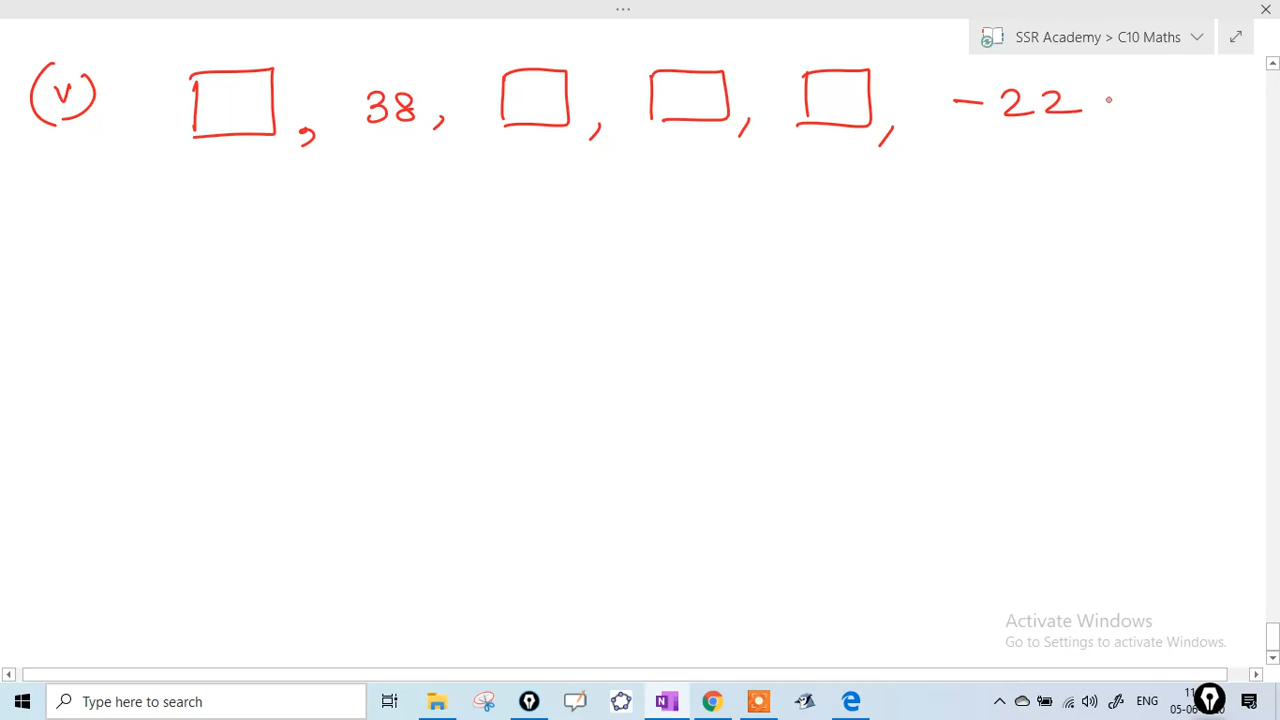 ...
SSR Academy > C10 Maths
(v) □, 38, □, □, □, -22.
Activate Windows
Go to Settings to activate Windows.
Type here to search
ENG